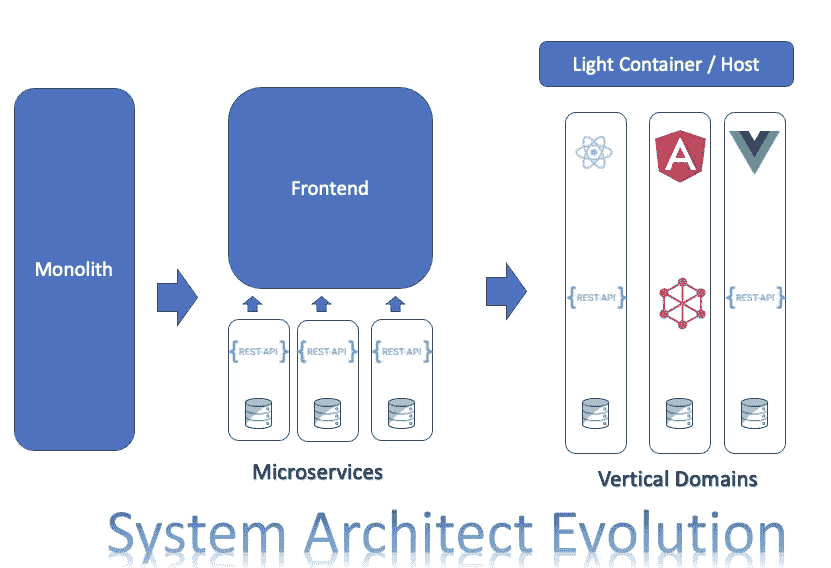 Light Container / Host
Monolith
Frontend
A
{REST-API}
{REST-API}
{REST-API}
{REST-API}
{REST-API}
Microservices
Vertical Domains
System Architect Evolution